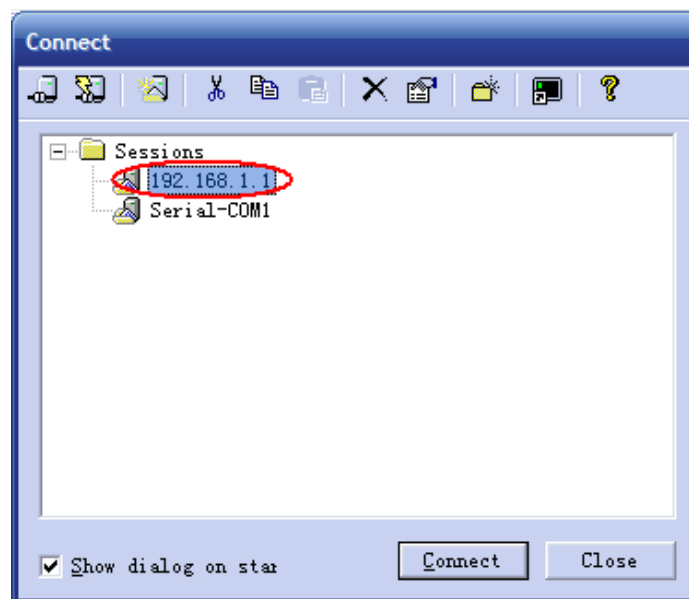 Connect
Sessions
192.168.1.1
Serial-COM1
Show dialog on star
Connect
Close